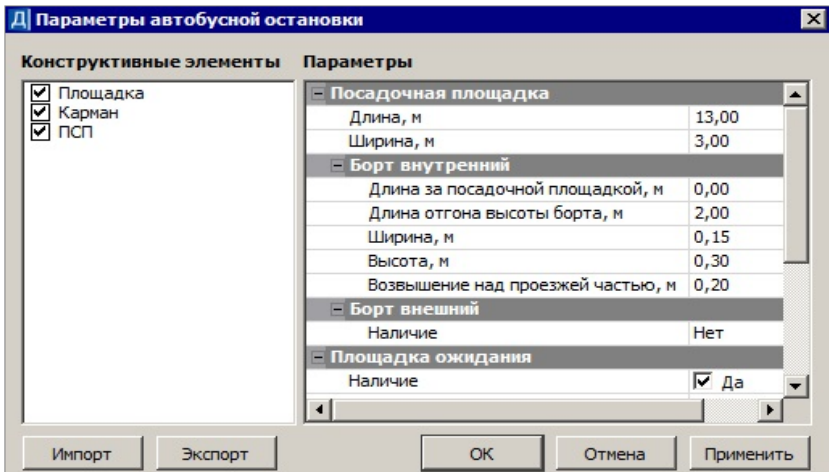 Д Параметры автобусной остановки
Конструктивные элементы
Площадка
Карман
ПСП
Параметры
Посадочная площадка
Длина, м 13,00
Ширина, м 3,00
Борт внутренний
Длина за посадочной площадкой, м 0,00
Длина отгона высоты борта, м 2,00
Ширина, м 0,15
Высота, м 0,30
Возвышение над проезжей частью, м 0,20
Борт внешний
Наличие Нет
Площадка ожидания
Наличие Да
Импорт Экспорт OK Отмена Применить